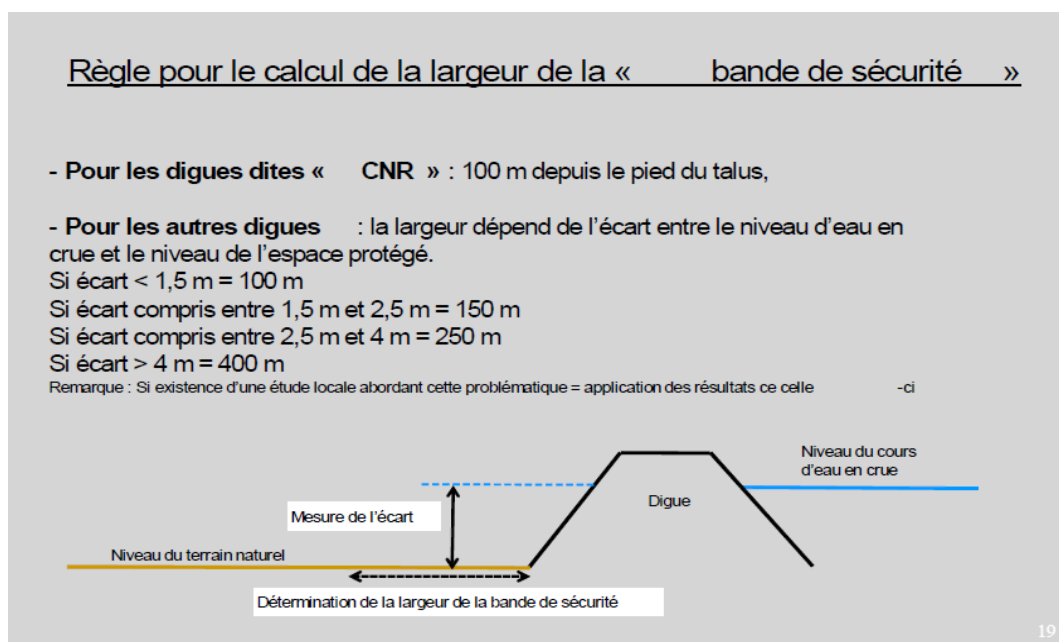 Règle pour le calcul de la largeur de la « bande de sécurité »
- Pour les digues dites « CNR » : 100 m depuis le pied du talus,
- Pour les autres digues : la largeur dépend de l'écart entre le niveau d'eau en
crue et le niveau de l'espace protégé.
Si écart < 1,5 m = 100 m
Si écart compris entre 1,5 m et 2,5 m = 150 m
Si écart compris entre 2,5 m et 4 m = 250 m
Si écart > 4 m = 400 m
Remarque : Si existence d'une étude locale abordant cette problématique = application des résultats ce celle -ci
Niveau du cours
d'eau en crue
Digue
Mesure de l'écart
Niveau du terrain naturel
Détermination de la largeur de la bande de sécurité
19